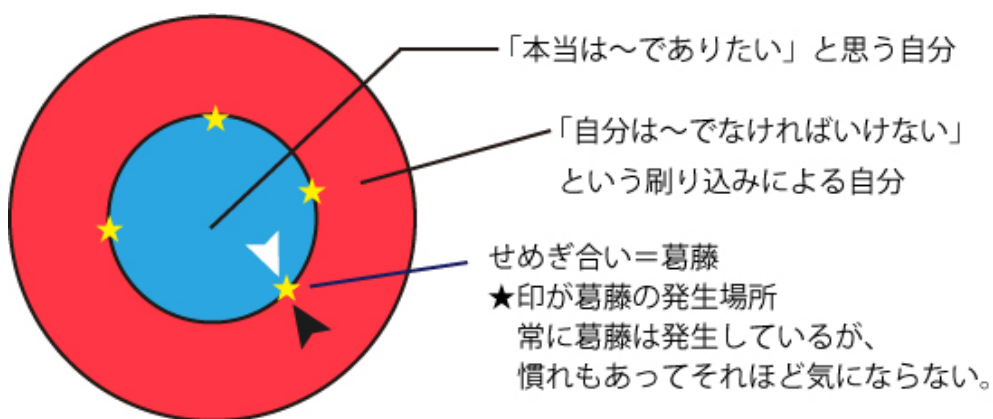 「本当は~でありたい」と思う自分
「自分は~でなければいけない」
という刷り込みによる自分
せめぎ合い=葛藤
★印が葛藤の発生場所
常に葛藤は発生しているが、
慣れもあってそれほど気にならない。